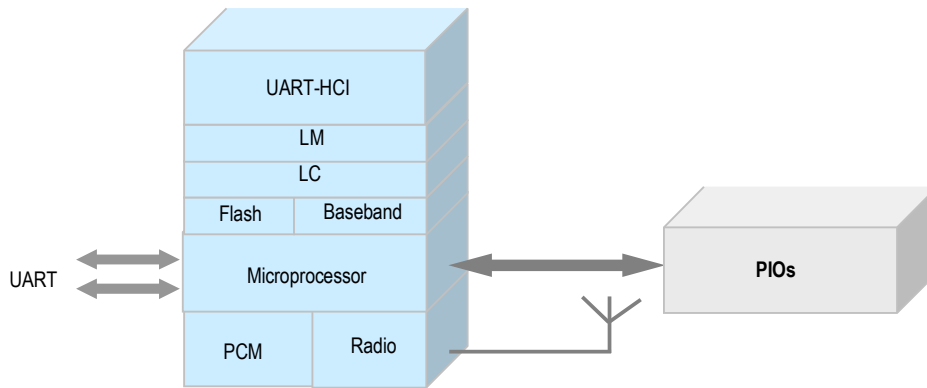 UART-HCI
LM
LC
Flash
Baseband
UART
Microprocessor
PIOs
PCM
Radio